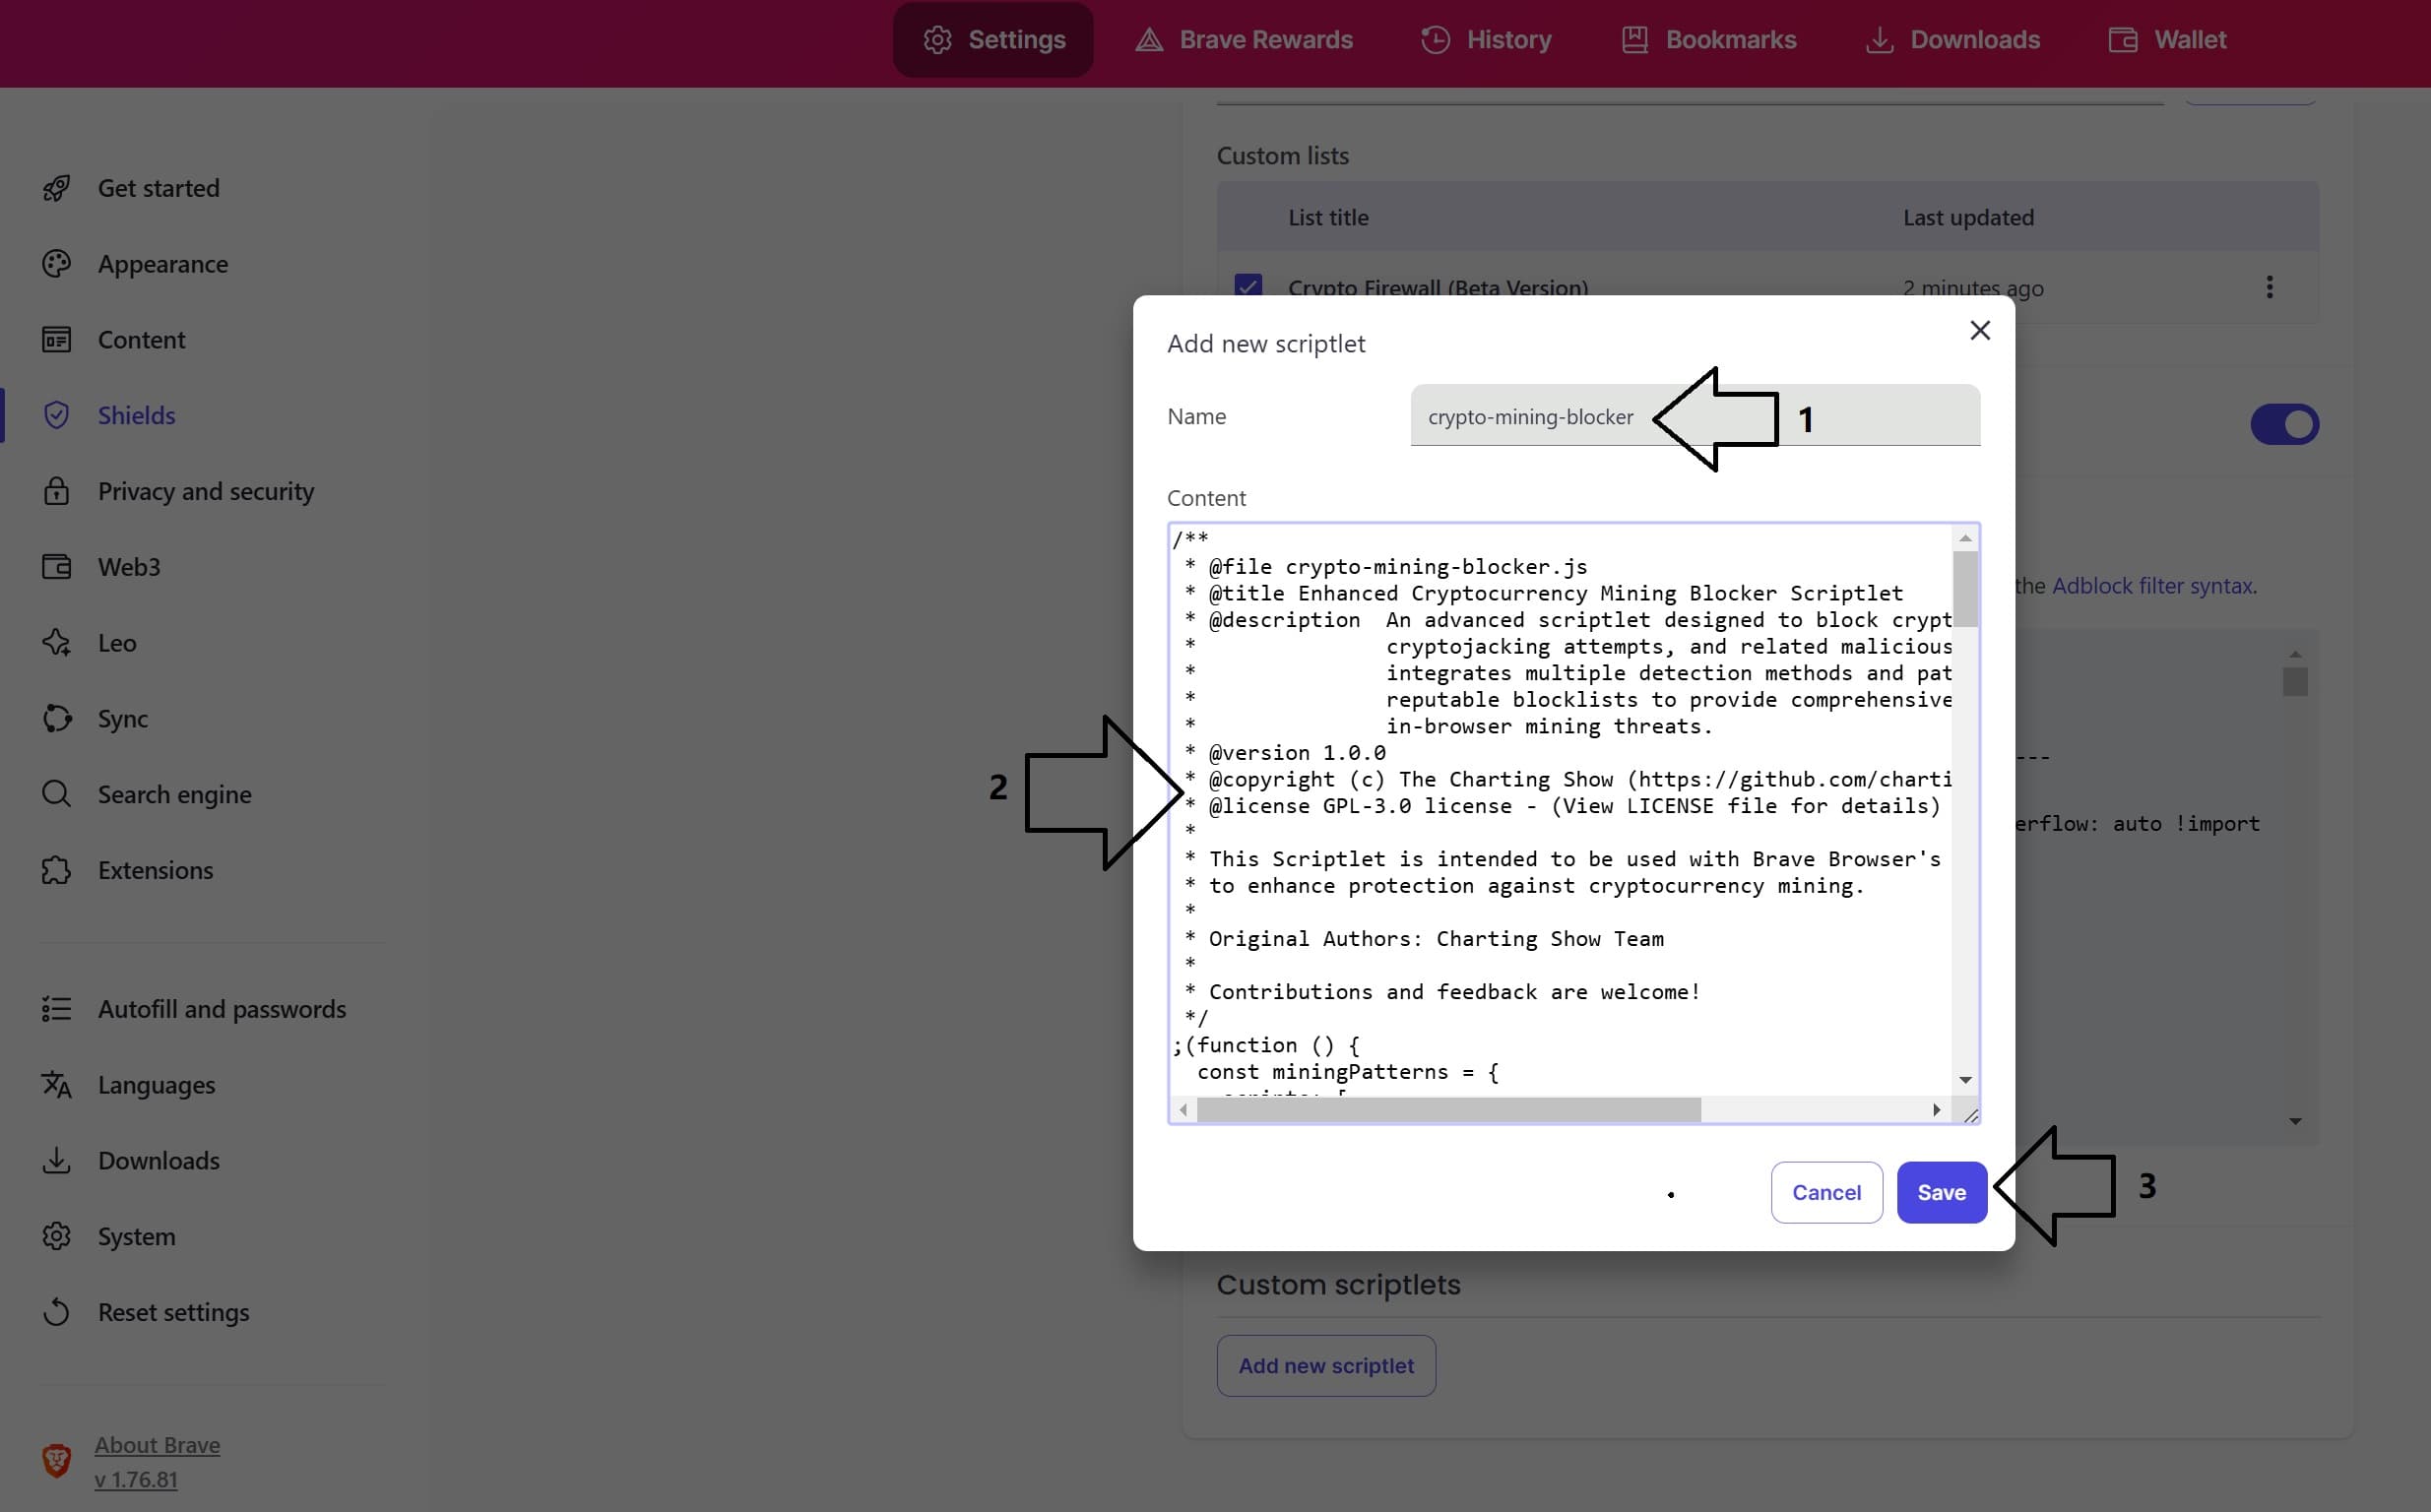 Settings
Brave Rewards
History
Bookmarks
Downloads
Wallet
Get started
Appearance
Content
Shields
Privacy and security
Web3
Leo
Sync
Search engine
Extensions
Autofill and passwords
Languages
Downloads
System
Reset settings
About Brave
v 1.76.81
Custom lists
List title Last updated
Crypto Firewall (Beta Version) 2 minutes ago
Add new scriptlet
Name crypto-mining-blocker 1
Content
/**
* @file crypto-mining-blocker.js
* @title Enhanced Cryptocurrency Mining Blocker Scriptlet
* @description An advanced scriptlet designed to block crypt
* cryptojacking attempts, and related malicious
* integrates multiple detection methods and pat
* reputable blocklists to provide comprehensive
* in-browser mining threats.
* @version 1.0.0
* @copyright (c) The Charting Show (https://github.com/charti
* @license GPL-3.0 license - (View LICENSE file for details)
*
* This Scriptlet is intended to be used with Brave Browser's
* to enhance protection against cryptocurrency mining.
*
* Original Authors: Charting Show Team
*
* Contributions and feedback are welcome!
*/
;(function () {
const miningPatterns = {
2
Cancel
Save
3
the Adblock filter syntax.
---
erflow: auto !import
Custom scriptlets
Add new scriptlet